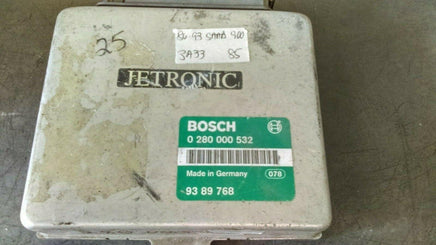 25
93 SAAB 900
3A33 85
JETRONIC
BOSCH
0 280 000 532
Made in Germany 078
93 89 768